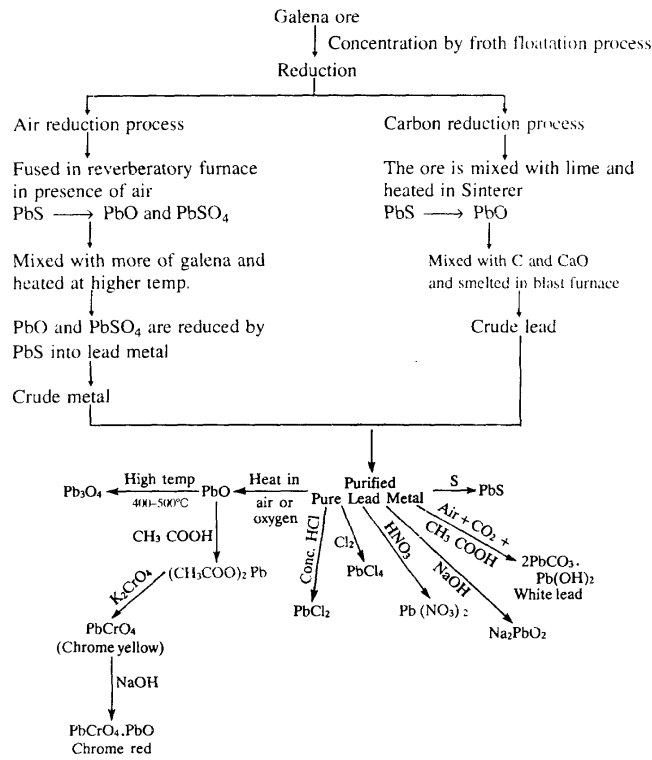 Galena ore
Concentration by froth floatation process
Reduction
Air reduction process
Fused in reverberatory furnace
in presence of air
PbS ⟶ PbO and PbSO₄
Mixed with more of galena and
heated at higher temp.
PbO and PbSO₄ are reduced by
PbS into lead metal
Crude metal
Carbon reduction process
The ore is mixed with lime and
heated in Sinterer
PbS ⟶ PbO
Mixed with C and CaO
and smelted in blast furnace
Crude lead
Purified
Pure Lead Metal
Heat in
air or
oxygen
PbO
High temp
400–500°C
Pb₃O₄
CH₃ COOH
(CH₃COO)₂ Pb
K₂CrO₄
PbCrO₄
(Chrome yellow)
NaOH
PbCrO₄.PbO
Chrome red
Conc. HCl
PbCl₂
Cl₂
PbCl₄
HNO₃
Pb (NO₃) ₂
NaOH
Na₂PbO₂
Air + CO₂ +
CH₃ COOH
2PbCO₃.
Pb(OH)₂
White lead
S
PbS